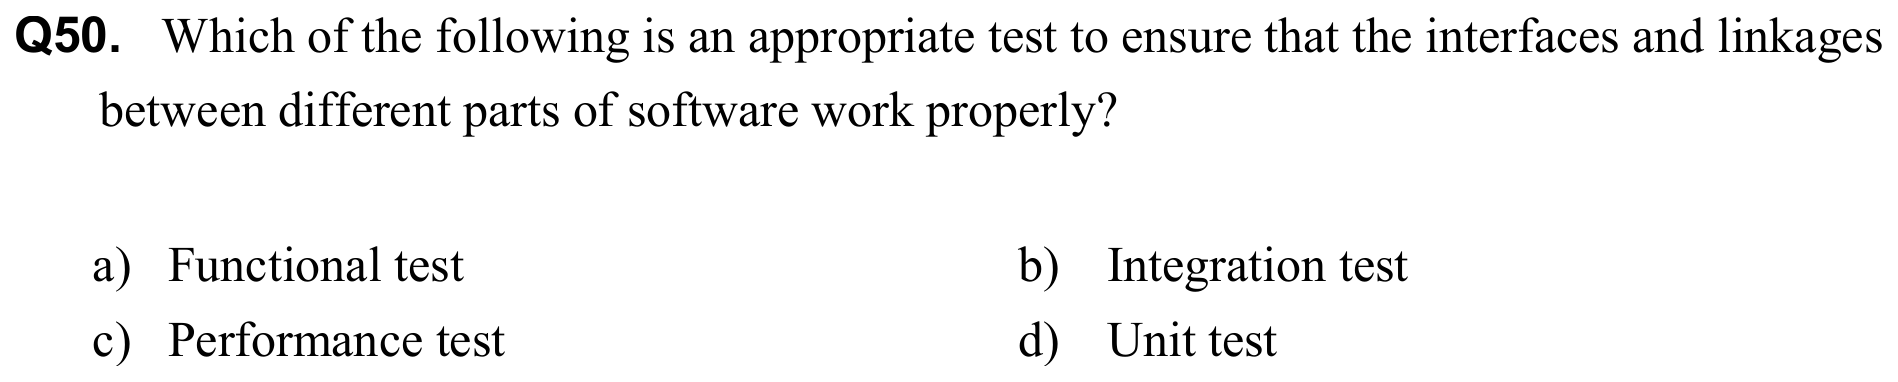 Q50. Which of the following is an appropriate test to ensure that the interfaces and linkages
between different parts of software work properly?
a) Functional test b) Integration test
c) Performance test d) Unit test